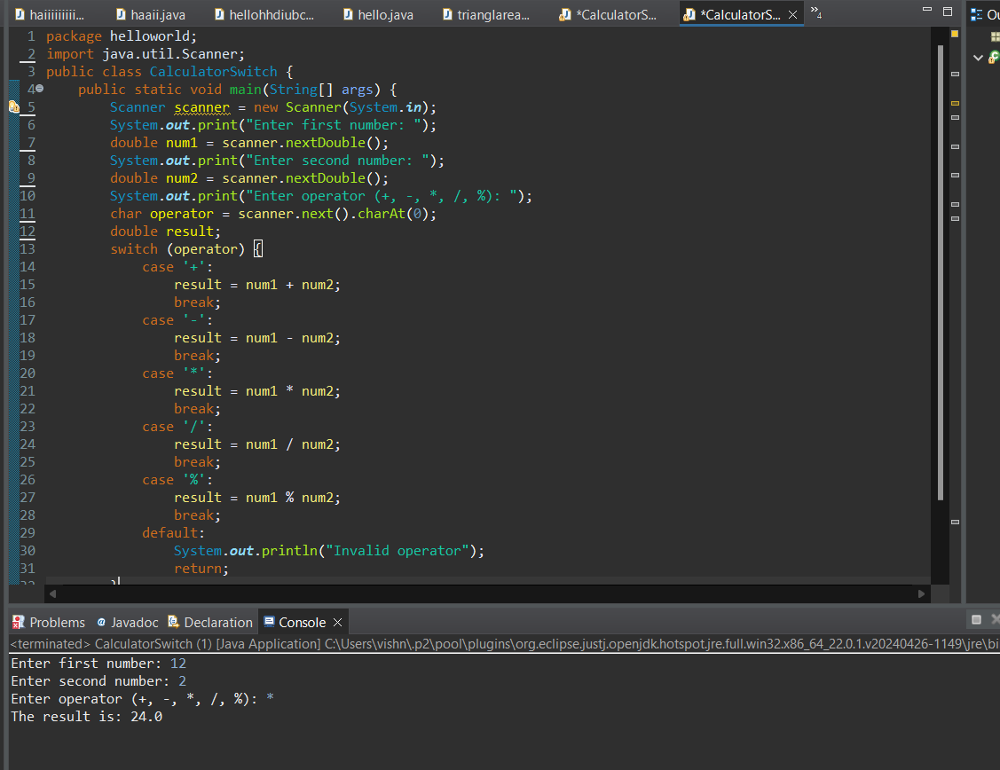 haiiiiiiiii...
haaii.java
hellohhdiubc...
hello.java
trianglarea...
*CalculatorS...
*CalculatorS...
»4
Ou
1 package helloworld;
2 import java.util.Scanner;
3 public class CalculatorSwitch {
4 public static void main(String[] args) {
5 Scanner scanner = new Scanner(System.in);
6 System.out.print("Enter first number: ");
7 double num1 = scanner.nextDouble();
8 System.out.print("Enter second number: ");
9 double num2 = scanner.nextDouble();
10 System.out.print("Enter operator (+, -, *, /, %): ");
11 char operator = scanner.next().charAt(0);
12 double result;
13 switch (operator) {
14 case '+':
15 result = num1 + num2;
16 break;
17 case '-':
18 result = num1 - num2;
19 break;
20 case '*':
21 result = num1 * num2;
22 break;
23 case '/':
24 result = num1 / num2;
25 break;
26 case '%':
27 result = num1 % num2;
28 break;
29 default:
30 System.out.println("Invalid operator");
31 return;
32 }
Problems
Javadoc
Declaration
Console
<terminated> CalculatorSwitch (1) [Java Application] C:\Users\vishn\.p2\pool\plugins\org.eclipse.justj.openjdk.hotspot.jre.full.win32.x86_64_22.0.1.v20240426-1149\jre\bi
Enter first number: 12
Enter second number: 2
Enter operator (+, -, *, /, %): *
The result is: 24.0